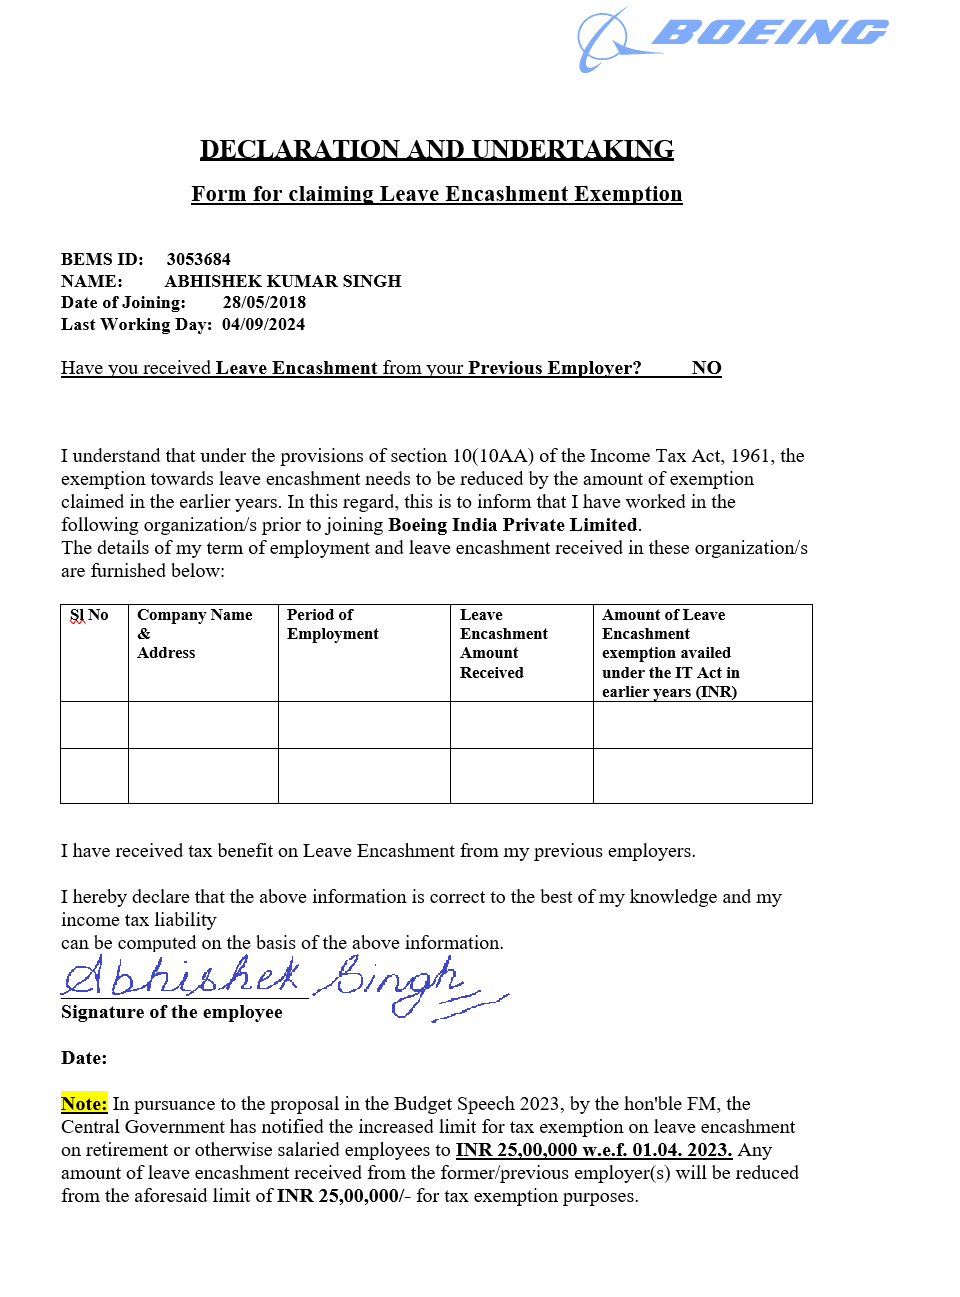 BOEING
DECLARATION AND UNDERTAKING
Form for claiming Leave Encashment Exemption
BEMS ID: 3053684
NAME: ABHISHEK KUMAR SINGH
Date of Joining: 28/05/2018
Last Working Day: 04/09/2024
Have you received Leave Encashment from your Previous Employer? NO
I understand that under the provisions of section 10(10AA) of the Income Tax Act, 1961, the
exemption towards leave encashment needs to be reduced by the amount of exemption
claimed in the earlier years. In this regard, this is to inform that I have worked in the
following organization/s prior to joining Boeing India Private Limited.
The details of my term of employment and leave encashment received in these organization/s
are furnished below:
Sl No
Company Name
&
Address
Period of
Employment
Leave
Encashment
Amount
Received
Amount of Leave
Encashment
exemption availed
under the IT Act in
earlier years (INR)
I have received tax benefit on Leave Encashment from my previous employers.
I hereby declare that the above information is correct to the best of my knowledge and my
income tax liability
can be computed on the basis of the above information.
Abhishek Singh
Signature of the employee
Date:
Note: In pursuance to the proposal in the Budget Speech 2023, by the hon'ble FM, the
Central Government has notified the increased limit for tax exemption on leave encashment
on retirement or otherwise salaried employees to INR 25,00,000 w.e.f. 01.04. 2023. Any
amount of leave encashment received from the former/previous employer(s) will be reduced
from the aforesaid limit of INR 25,00,000/- for tax exemption purposes.